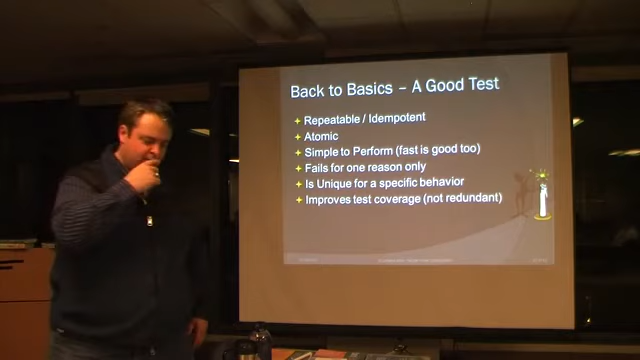 Back to Basics – A Good Test
Repeatable / Idempotent
Atomic
Simple to Perform (fast is good too)
Fails for one reason only
Is Unique for a specific behavior
Improves test coverage (not redundant)